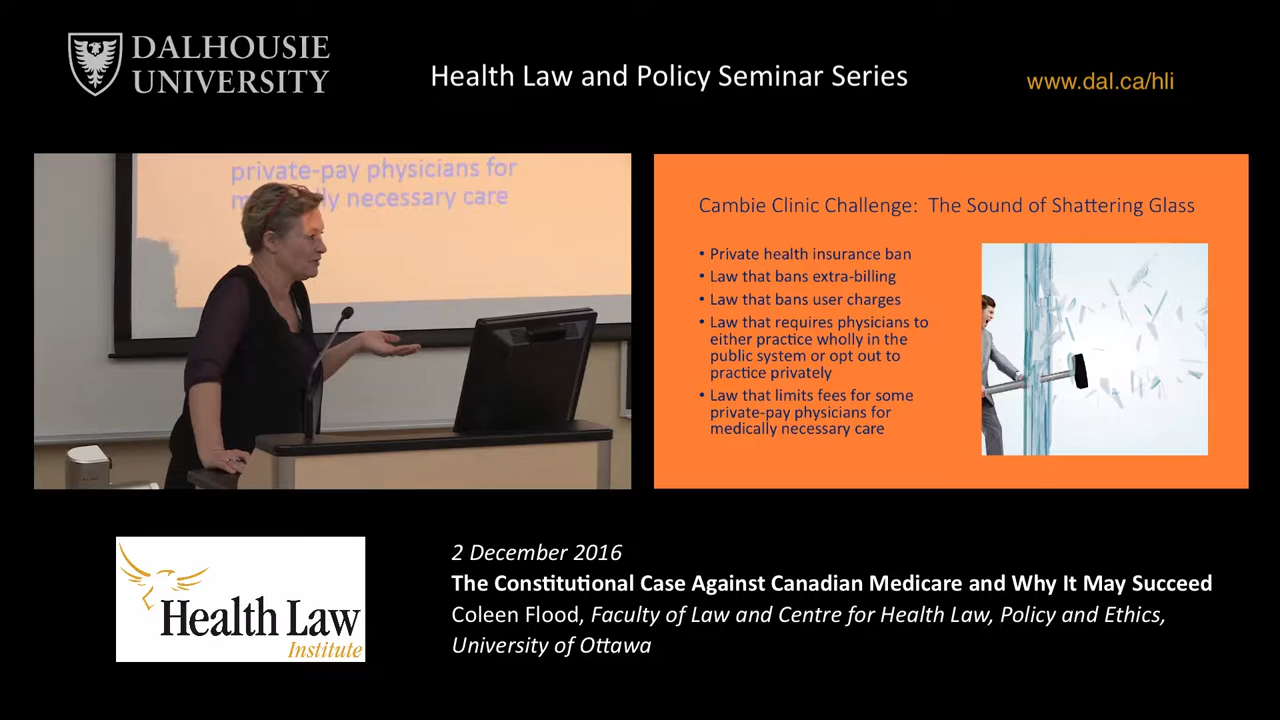 DALHOUSIE
UNIVERSITY
Health Law and Policy Seminar Series
www.dal.ca/hli
private-pay physicians for
necessary care
Cambie Clinic Challenge: The Sound of Shattering Glass
• Private health insurance ban
• Law that bans extra-billing
• Law that bans user charges
• Law that requires physicians to
either practice wholly in the
public system or opt out to
practice privately
• Law that limits fees for some
private-pay physicians for
medically necessary care
Health Law
Institute
2 December 2016
The Constitutional Case Against Canadian Medicare and Why It May Succeed
Coleen Flood, Faculty of Law and Centre for Health Law, Policy and Ethics,
University of Ottawa